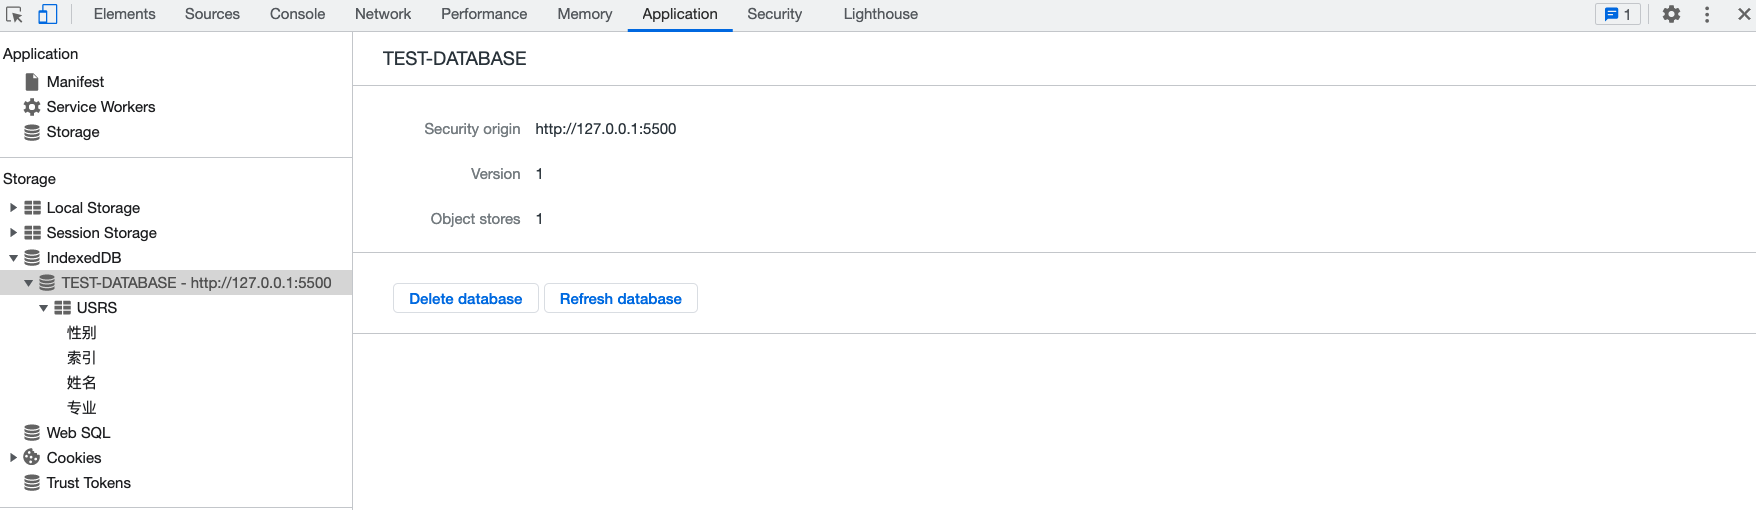 Elements Sources Console Network Performance Memory Application Security Lighthouse 1
Application
Manifest
Service Workers
Storage
Storage
Local Storage
Session Storage
IndexedDB
TEST-DATABASE - http://127.0.0.1:5500
USRS
性别
索引
姓名
专业
Web SQL
Cookies
Trust Tokens
TEST-DATABASE
Security origin http://127.0.0.1:5500
Version 1
Object stores 1
Delete database Refresh database